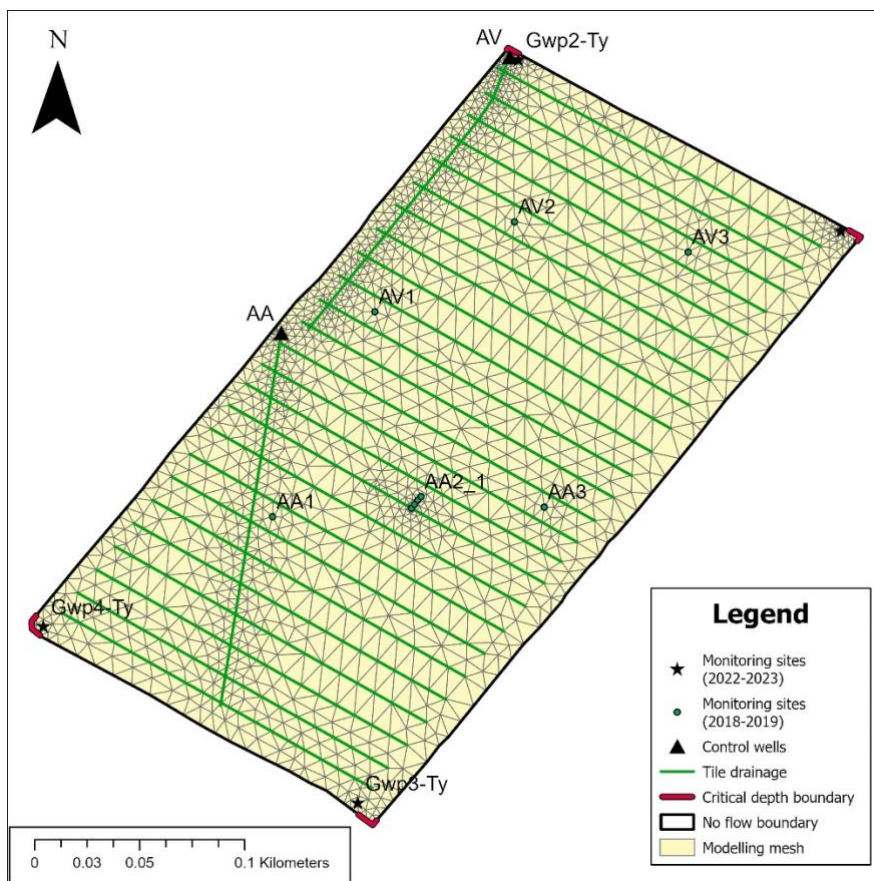 N
AV
Gwp2-Ty
AV2
AV3
AV1
AA
AA2_1
AA3
AA1
Gwp4-Ty
Gwp3-Ty
Legend
Monitoring sites
(2022-2023)
Monitoring sites
(2018-2019)
Control wells
Tile drainage
Critical depth boundary
No flow boundary
Modelling mesh
0 0.03 0.05 0.1 Kilometers